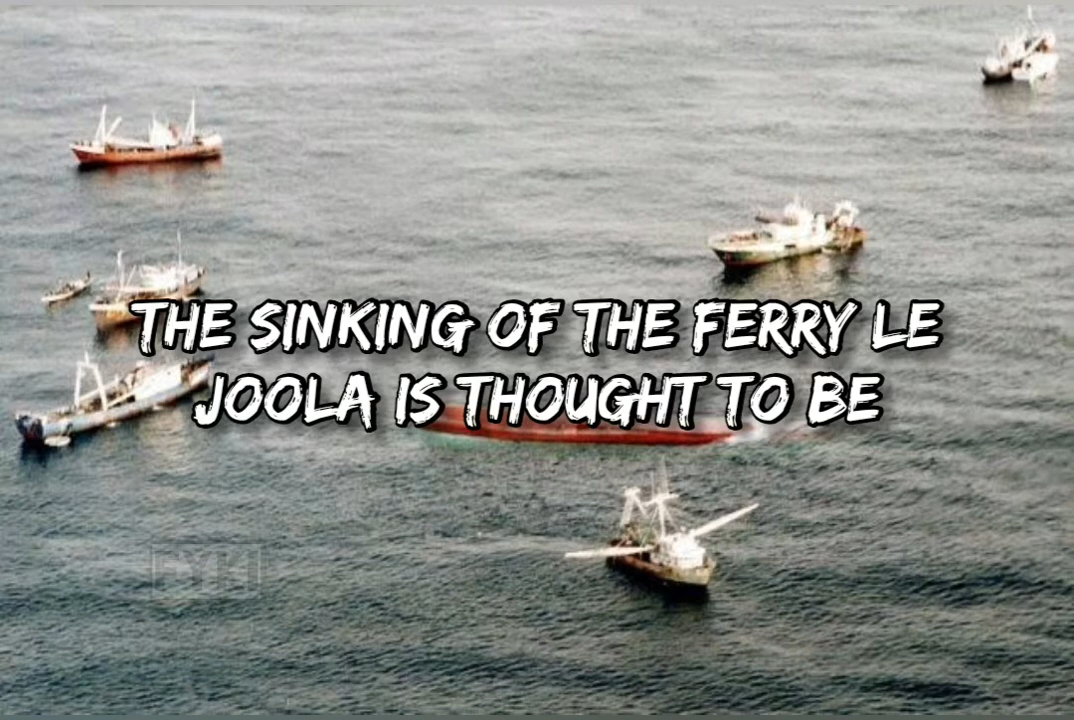 THE SINKING OF THE FERRY LE
JOOLA IS THOUGHT TO BE